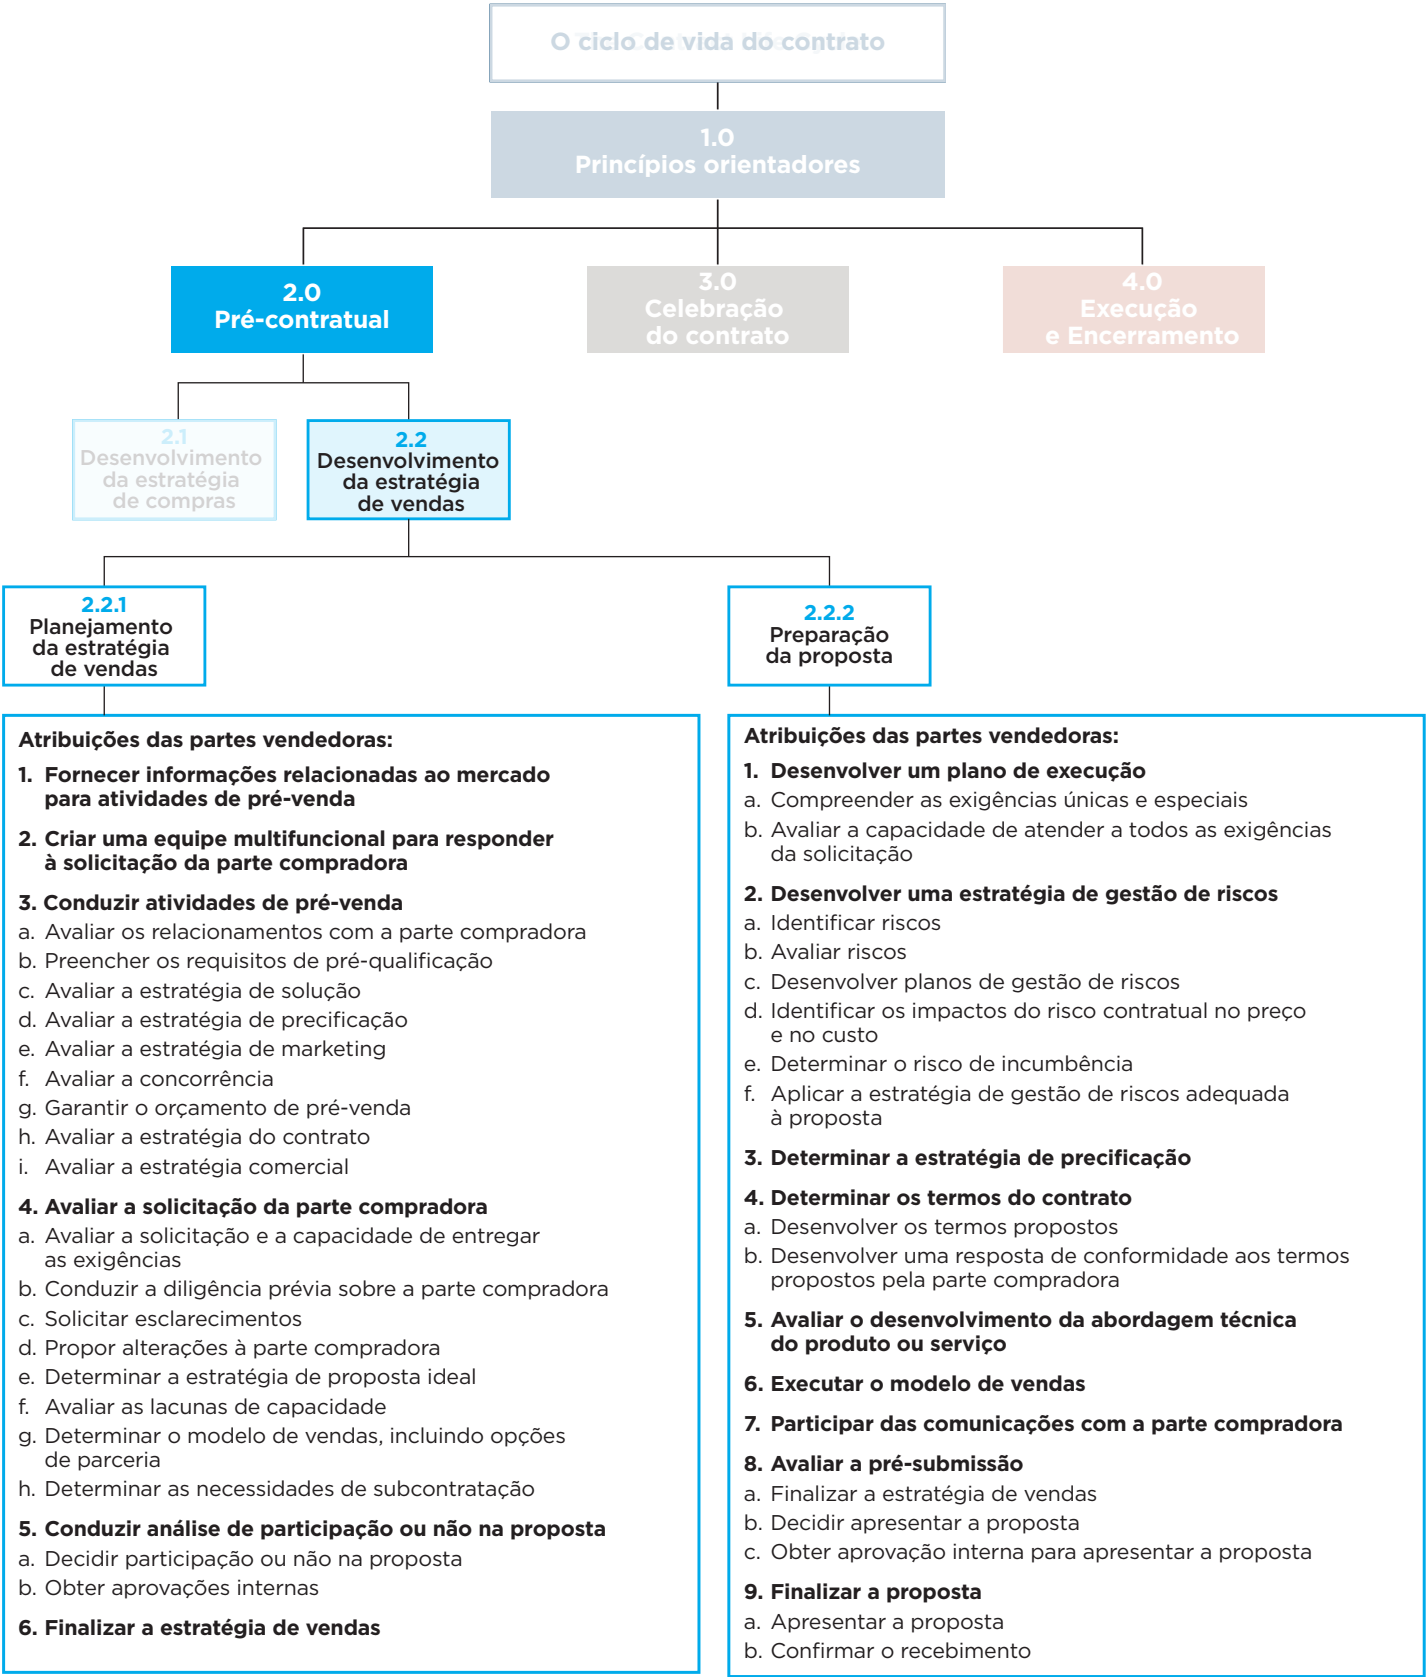 O ciclo de vida do contrato
1.0
Princípios orientadores
2.0
Pré-contratual
3.0
Celebração
do contrato
4.0
Execução
e Encerramento
2.1
Desenvolvimento
da estratégia
de compras
2.2
Desenvolvimento
da estratégia
de vendas
2.2.1
Planejamento
da estratégia
de vendas
2.2.2
Preparação
da proposta
Atribuições das partes vendedoras:
1. Fornecer informações relacionadas ao mercado
para atividades de pré-venda
2. Criar uma equipe multifuncional para responder
à solicitação da parte compradora
3. Conduzir atividades de pré-venda
a. Avaliar os relacionamentos com a parte compradora
b. Preencher os requisitos de pré-qualificação
c. Avaliar a estratégia de solução
d. Avaliar a estratégia de precificação
e. Avaliar a estratégia de marketing
f. Avaliar a concorrência
g. Garantir o orçamento de pré-venda
h. Avaliar a estratégia do contrato
i. Avaliar a estratégia comercial
4. Avaliar a solicitação da parte compradora
a. Avaliar a solicitação e a capacidade de entregar
as exigências
b. Conduzir a diligência prévia sobre a parte compradora
c. Solicitar esclarecimentos
d. Propor alterações à parte compradora
e. Determinar a estratégia de proposta ideal
f. Avaliar as lacunas de capacidade
g. Determinar o modelo de vendas, incluindo opções
de parceria
h. Determinar as necessidades de subcontratação
5. Conduzir análise de participação ou não na proposta
a. Decidir participação ou não na proposta
b. Obter aprovações internas
6. Finalizar a estratégia de vendas
Atribuições das partes vendedoras:
1. Desenvolver um plano de execução
a. Compreender as exigências únicas e especiais
b. Avaliar a capacidade de atender a todos as exigências
da solicitação
2. Desenvolver uma estratégia de gestão de riscos
a. Identificar riscos
b. Avaliar riscos
c. Desenvolver planos de gestão de riscos
d. Identificar os impactos do risco contratual no preço
e no custo
e. Determinar o risco de incumbência
f. Aplicar a estratégia de gestão de riscos adequada
à proposta
3. Determinar a estratégia de precificação
4. Determinar os termos do contrato
a. Desenvolver os termos propostos
b. Desenvolver uma resposta de conformidade aos termos
propostos pela parte compradora
5. Avaliar o desenvolvimento da abordagem técnica
do produto ou serviço
6. Executar o modelo de vendas
7. Participar das comunicações com a parte compradora
8. Avaliar a pré-submissão
a. Finalizar a estratégia de vendas
b. Decidir apresentar a proposta
c. Obter aprovação interna para apresentar a proposta
9. Finalizar a proposta
a. Apresentar a proposta
b. Confirmar o recebimento